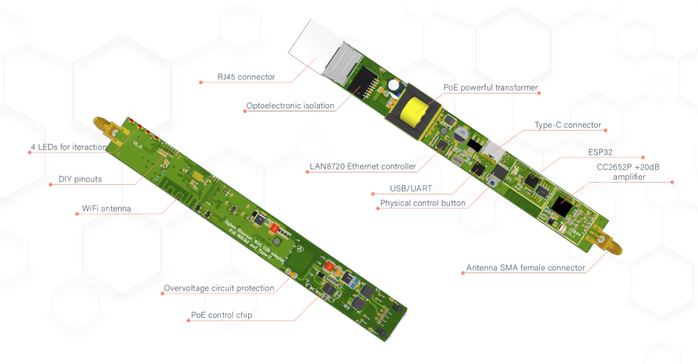 RJ45 connector
Optoelectronic isolation
PoE powerful transformer
Type-C connector
ESP32
CC2652P +20dB
amplifier
LAN8720 Ethernet controller
USB/UART
Physical control button
Antenna SMA female connector
4 LEDs for iteraction
DIY pinouts
WiFi antenna
Overvoltage circuit protection
PoE control chip